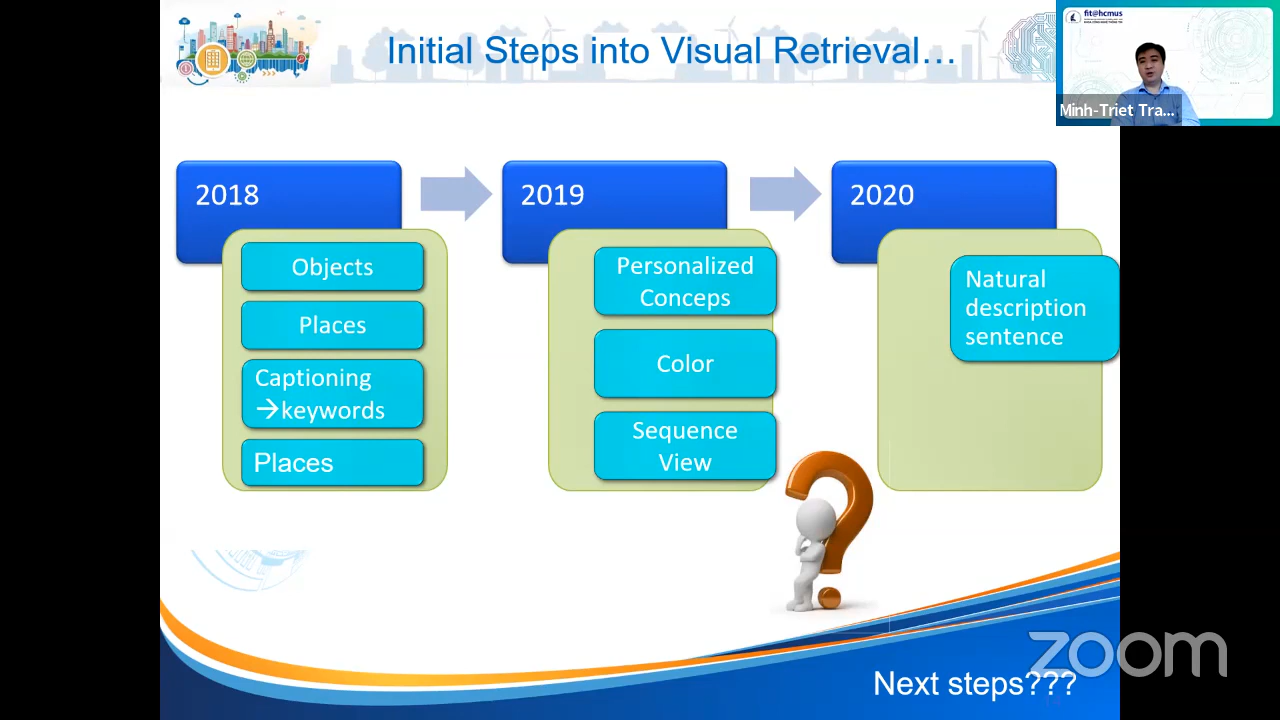 Initial Steps into Visual Retrieval…
fit@hcmus
Minh-Triet Tra...
2018
2019
2020
Objects
Places
Captioning
→keywords
Places
Personalized
Conceps
Color
Sequence
View
Natural
description
sentence
zoom
Next steps???